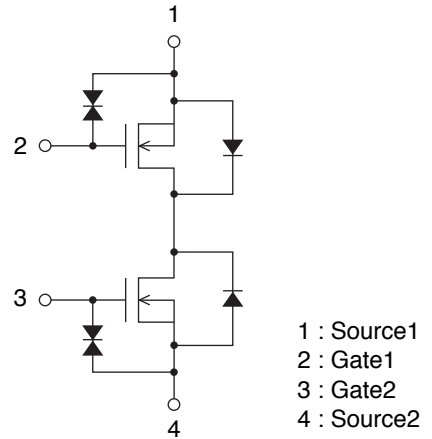 1
2
3
4
1 : Source1
2 : Gate1
3 : Gate2
4 : Source2